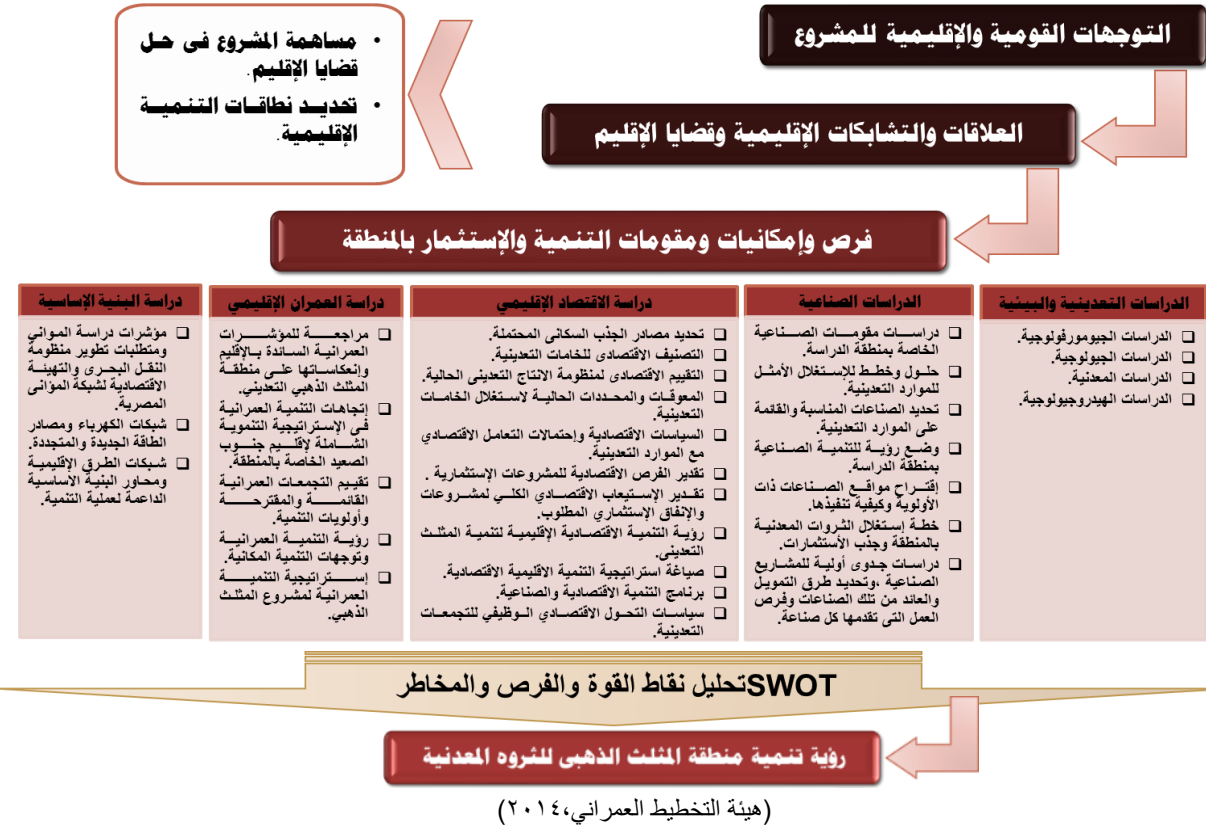 التوجهات القومية والإقليمية للمشروع
• مساهمة المشروع فى حل
قضايا الإقليم.
• تحديد نطاقات التنمية
الإقليمية.
العلاقات والتشابكات الإقليمية وقضايا الإقليم
فرص وإمكانيات ومقومات التنمية والإستثمار بالمنطقة
الدراسات التعدينية والبيئية
❑ الدراسات الجيومورفولوجية.
❑ الدراسات الجيولوجية.
❑ الدراسات المعدنية.
❑ الدراسات الهيدروجيولوجية.
الدراسات الصناعية
❑ دراسات مقومات الصناعية
الخاصة بمنطقة الدراسة.
❑ حلول وخطط للإستغلال الأمثل
للموارد التعدينية.
❑ تحديد الصناعات المناسبة والقائمة
على الموارد التعدينية.
❑ وضع رؤية للتنمية الصناعية
بمنطقة الدراسة.
❑ إقتراح مواقع الصناعات ذات
الأولوية وكيفية تنفيذها.
❑ خطة إستغلال الثروات المعدنية
بالمنطقة وجذب الأستثمارات.
❑ دراسات جدوى أولية للمشاريع
الصناعية ،وتحديد طرق التمويل
والعائد من تلك الصناعات وفرص
العمل التى تقدمها كل صناعة.
دراسة الاقتصاد الإقليمي
❑ تحديد مصادر الجذب السكانى المحتملة.
❑ التصنيف الاقتصادى للخامات التعدينية.
❑ التقييم الاقتصادى لمنظومة الانتاج التعدينى الحالية.
❑ المعوقات والمحددات الحالية لاستغلال الخامات
التعدينية.
❑ السياسات الاقتصادية وإحتمالات التعامل الاقتصادي
مع الموارد التعدينية.
❑ تقدير الفرص الاقتصادية للمشروعات الإستثمارية .
❑ تقدير الإستيعاب الاقتصادي الكلي لمشروعات
والإنفاق الإستثماري المطلوب.
❑ رؤية التنمية الاقتصادية الإقليمية لتنمية المثلث
التعدينى.
❑ صياغة استراتيجية التنمية الاقليمية الاقتصادية.
❑ برنامج التنمية الاقتصادية والصناعية.
❑ سياسات التحول الاقتصادي الوظيفي للتجمعات
التعدينية.
دراسة العمران الإقليمي
❑ مراجعة للمؤشرات
العمرانية السائدة بالإقليم
وإنعكاساتها على منطقة
المثلث الذهبي التعديني.
❑ إتجاهات التنمية العمرانية
فى الإستراتيجية التنموية
الشاملة لإقليم جنوب
الصعيد الخاصة بالمنطقة.
❑ تقييم التجمعات العمرانية
القائمة والمقترحة
وأولويات التنمية.
❑ رؤية التنمية العمرانية
وتوجهات التنمية المكانية.
❑ إستراتيجية التنمية
العمرانية لمشروع المثلث
الذهبي.
دراسة البنية الإساسية
❑ مؤشرات دراسة الموانى
ومتطلبات تطوير منظومة
النقل البحرى والتهيئة
الاقتصادية لشبكة المؤانى
المصرية.
❑ شبكات الكهرباء ومصادر
الطاقة الجديدة والمتجددة.
❑ شبكات الطرق الإقليمية
ومحاور البنية الاساسية
الداعمة لعملية التنمية.
SWOTتحليل نقاط القوة والفرص والمخاطر
رؤية تنمية منطقة المثلث الذهبى للثروه المعدنية
(هيئة التخطيط العمراني،٢٠١٤)